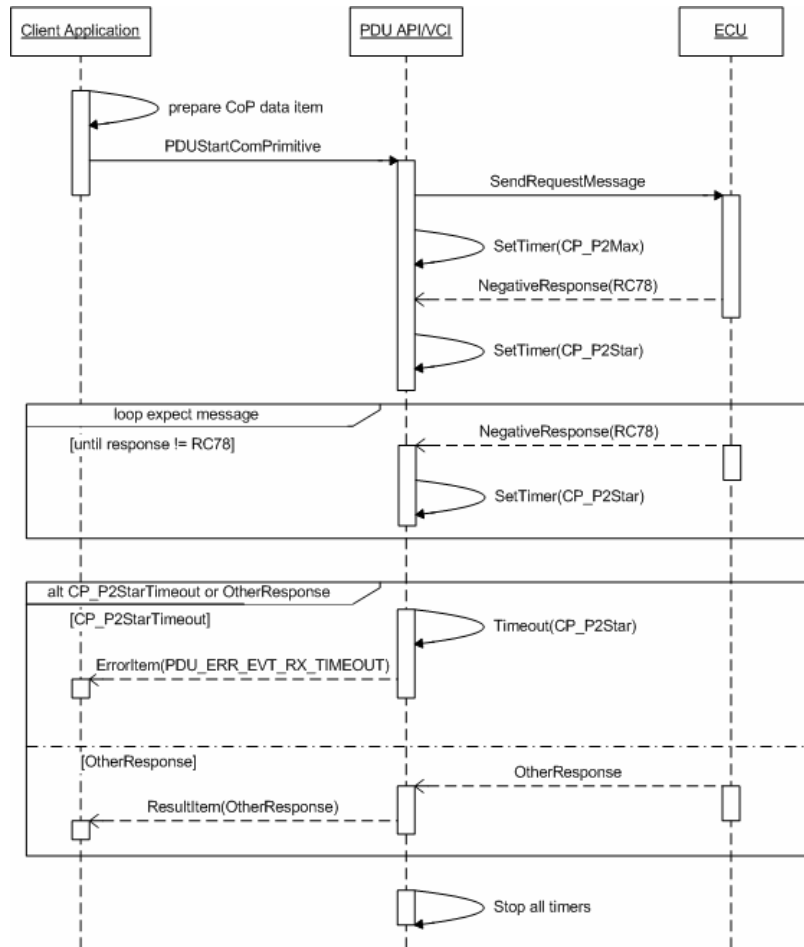 Client Application
PDU API/VCI
ECU
prepare CoP data item
PDUStartComPrimitive
SendRequestMessage
SetTimer(CP_P2Max)
NegativeResponse(RC78)
SetTimer(CP_P2Star)
loop expect message
[until response != RC78]
NegativeResponse(RC78)
SetTimer(CP_P2Star)
alt CP_P2StarTimeout or OtherResponse
[CP_P2StarTimeout]
Timeout(CP_P2Star)
ErrorItem(PDU_ERR_EVT_RX_TIMEOUT)
[OtherResponse]
OtherResponse
ResultItem(OtherResponse)
Stop all timers